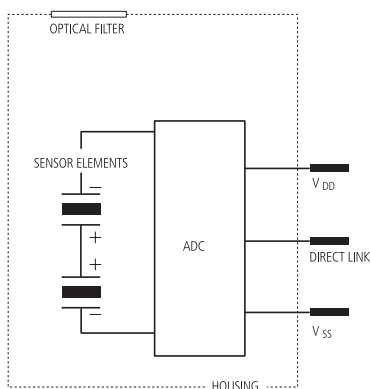 OPTICAL FILTER
SENSOR ELEMENTS
−
+
+
−
ADC
V DD
DIRECT LINK
V SS
HOUSING